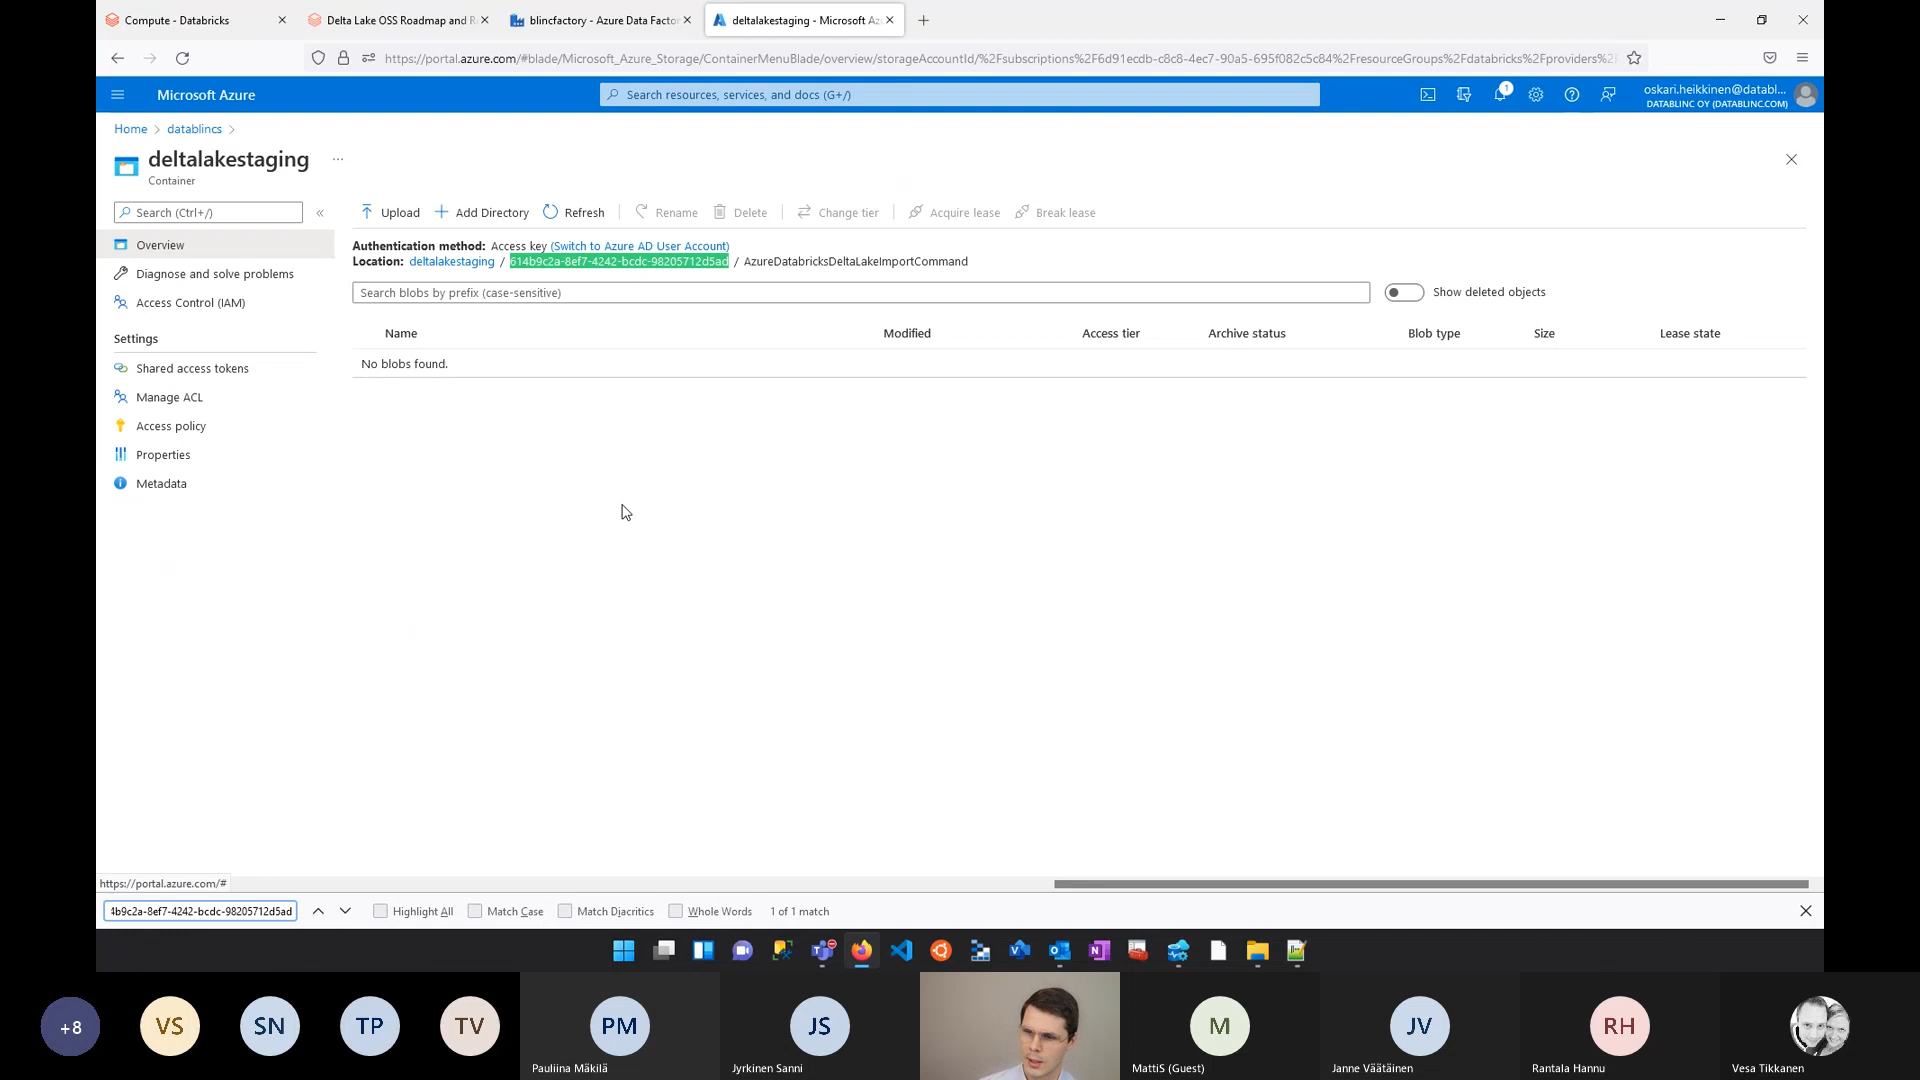 Compute - Databricks
Delta Lake OSS Roadmap and R
blincfactory - Azure Data Facto
deltalakestaging - Microsoft Az
https://portal.azure.com/#blade/Microsoft_Azure_Storage/ContainerMenuBlade/overview/storageAccountId/%2Fsubscriptions%2F6d91ecdb-c8c8-4ec7-90a5-695f082c5c84%2FresourceGroups%2Fdatabricks%2Fproviders%2
Microsoft Azure
Search resources, services, and docs (G+/)
1
oskari.heikkinen@databl...
DATABLINC OY (DATABLINC.COM)
Home > datablincs >
deltalakestaging ...
Container
Search (Ctrl+/) «
Upload Add Directory Refresh Rename Delete Change tier Acquire lease Break lease
Overview
Diagnose and solve problems
Access Control (IAM)
Settings
Shared access tokens
Manage ACL
Access policy
Properties
Metadata
Authentication method: Access key (Switch to Azure AD User Account)
Location: deltalakestaging / 614b9c2a-8ef7-4242-bcdc-98205712d5ad / AzureDatabricksDeltaLakeImportCommand
Search blobs by prefix (case-sensitive)
Show deleted objects
Name Modified Access tier Archive status Blob type Size Lease state
No blobs found.
https://portal.azure.com/#
4b9c2a-8ef7-4242-bcdc-98205712d5ad
Highlight All Match Case Match Diacritics Whole Words 1 of 1 match
+8
VS
SN
TP
TV
PM
Pauliina Mäkilä
JS
Jyrkinen Sanni
M
MattiS (Guest)
JV
Janne Väätäinen
RH
Rantala Hannu
Vesa Tikkanen